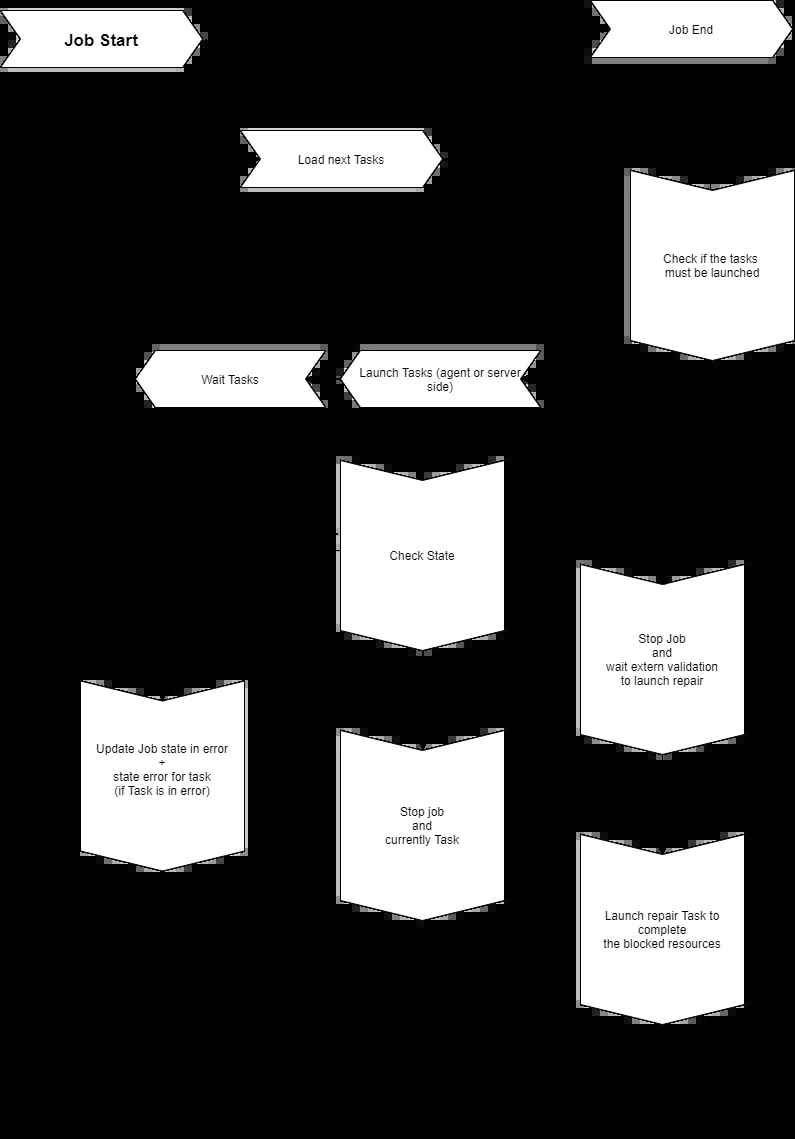 Job Start
Job End
Load next Tasks
Check if the tasks
must be launched
Wait Tasks
Launch Tasks (agent or server
side)
Check State
Stop Job
and
wait extern validation
to launch repair
Update Job state in error
+
state error for task
(if Task is in error)
Stop job
and
currently Task
Launch repair Task to
complete
the blocked resources